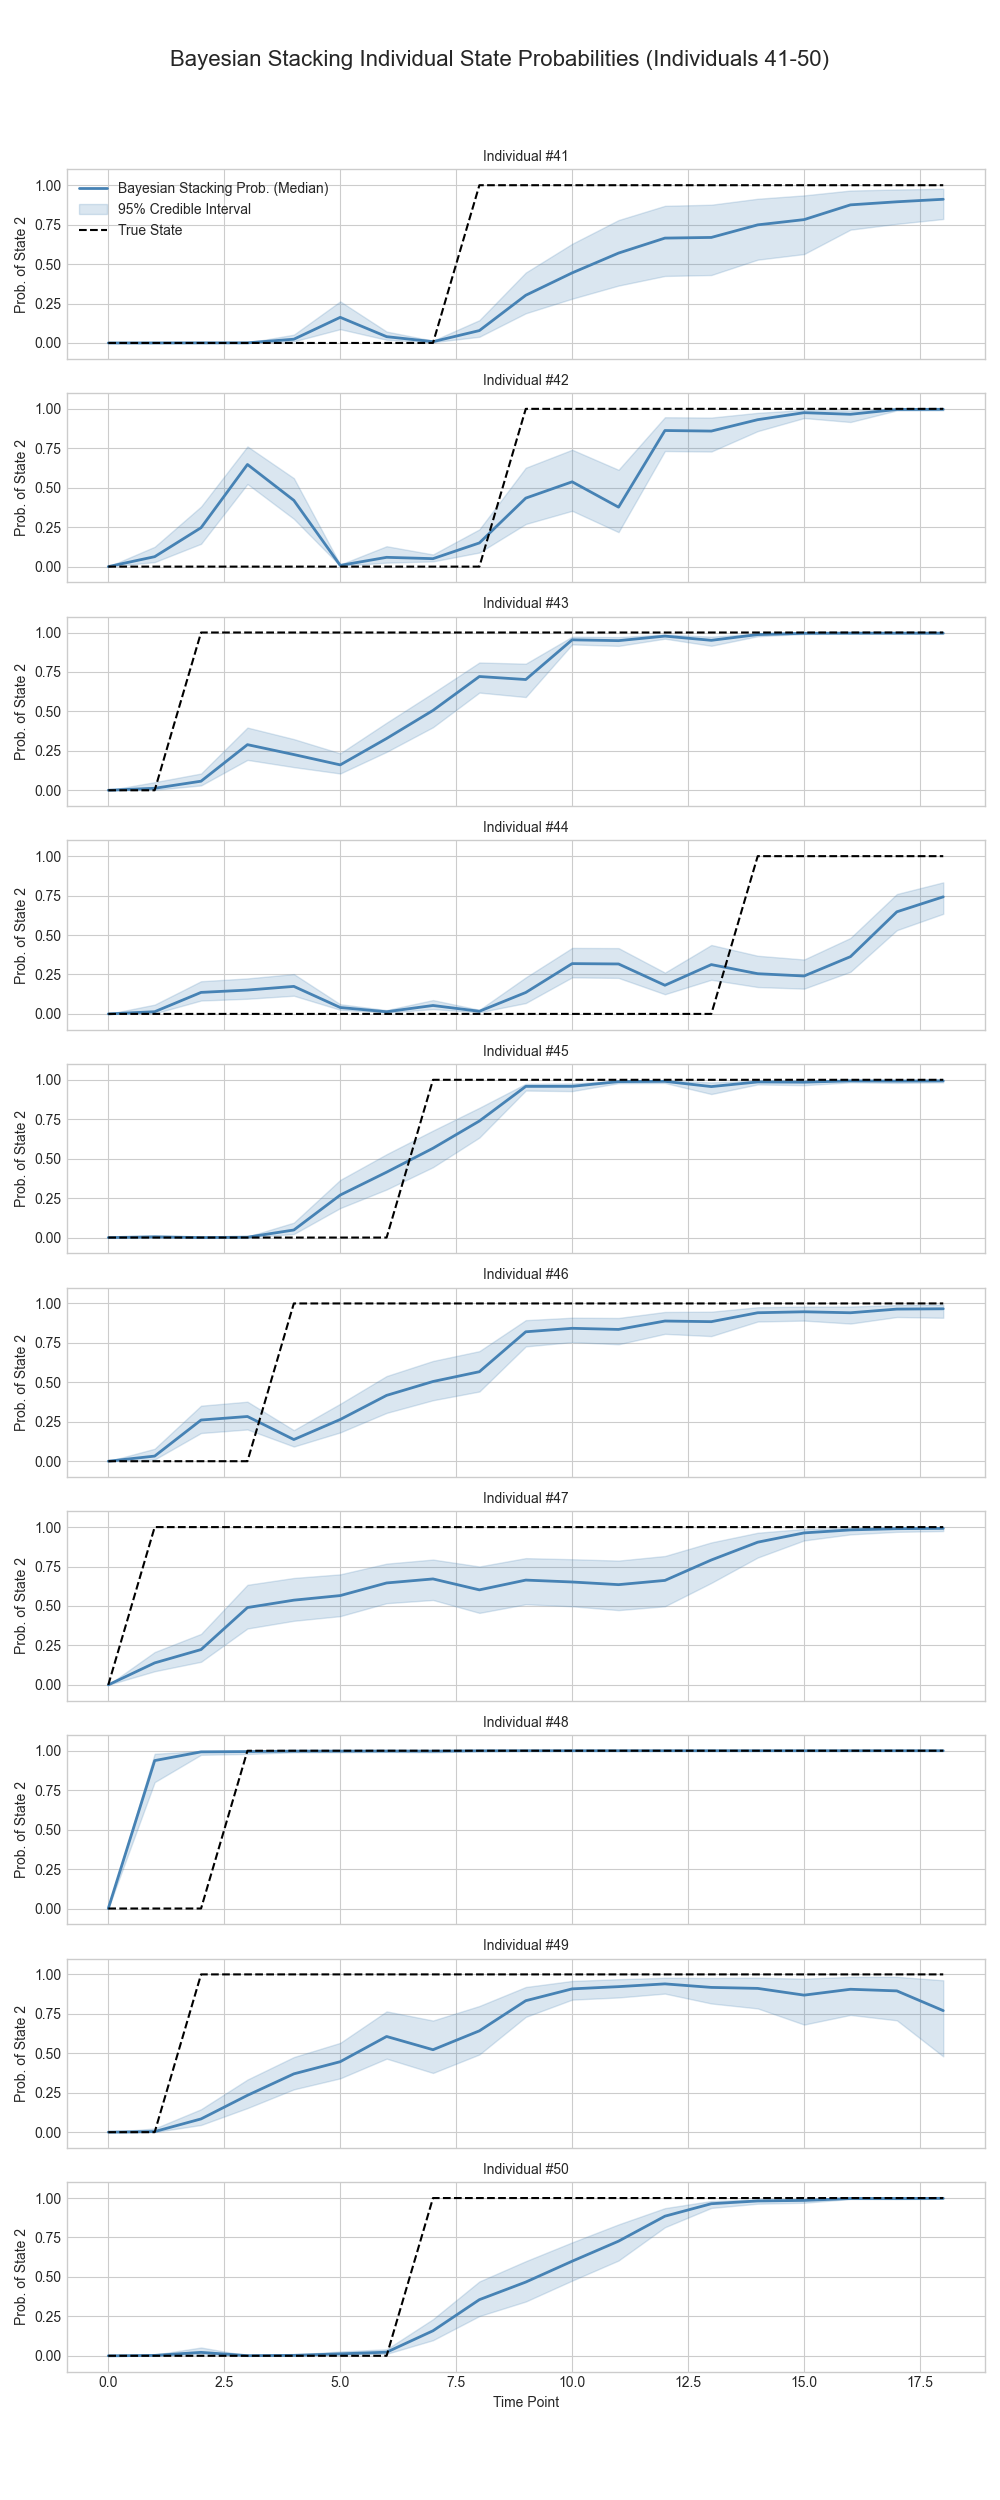 Bayesian Stacking Individual State Probabilities (Individuals 41-50)
Individual #41
Bayesian Stacking Prob. (Median)
95% Credible Interval
True State
1.00
0.75
0.50
0.25
0.00
Prob. of State 2
Individual #42
1.00
0.75
0.50
0.25
0.00
Prob. of State 2
Individual #43
1.00
0.75
0.50
0.25
0.00
Prob. of State 2
Individual #44
1.00
0.75
0.50
0.25
0.00
Prob. of State 2
Individual #45
1.00
0.75
0.50
0.25
0.00
Prob. of State 2
Individual #46
1.00
0.75
0.50
0.25
0.00
Prob. of State 2
Individual #47
1.00
0.75
0.50
0.25
0.00
Prob. of State 2
Individual #48
1.00
0.75
0.50
0.25
0.00
Prob. of State 2
Individual #49
1.00
0.75
0.50
0.25
0.00
Prob. of State 2
Individual #50
1.00
0.75
0.50
0.25
0.00
Prob. of State 2
0.0 2.5 5.0 7.5 10.0 12.5 15.0 17.5
Time Point